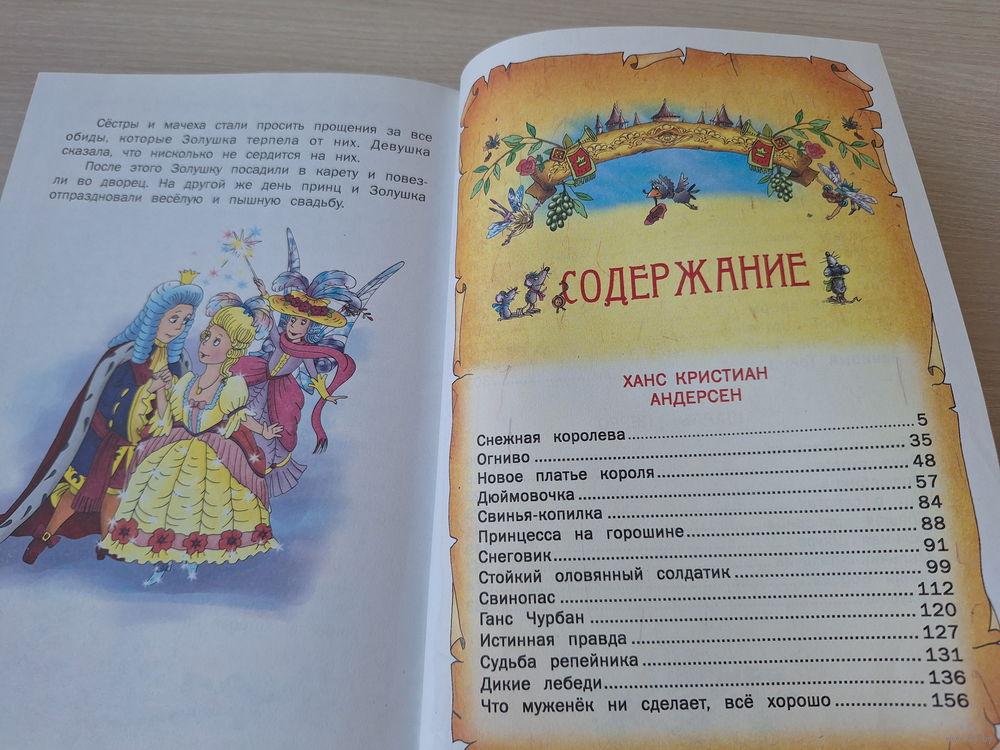 Сёстры и мачеха стали просить прощения за все
обиды, которые Золушка терпела от них. Девушка
сказала, что нисколько не сердится на них.
После этого Золушку посадили в карету и повез-
ли во дворец. На другой же день принц и Золушка
отпраздновали весёлую и пышную свадьбу.
СОДЕРЖАНИЕ
ХАНС КРИСТИАН
АНДЕРСЕН
Снежная королева 5
Огниво 35
Новое платье короля 48
Дюймовочка 57
Свинья-копилка 84
Принцесса на горошине 88
Снеговик 91
Стойкий оловянный солдатик 99
Свинопас 112
Ганс Чурбан 120
Истинная правда 127
Судьба репейника 131
Дикие лебеди 136
Что муженёк ни сделает, всё хорошо 156